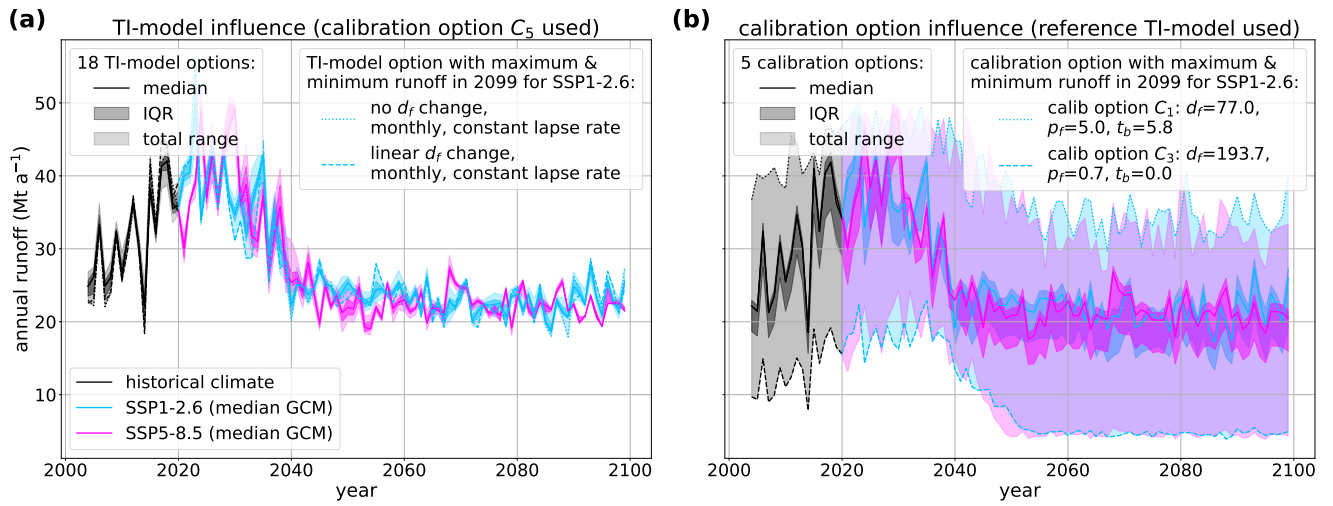 (a)
TI-model influence (calibration option C5 used)
18 TI-model options:
median
IQR
total range
TI-model option with maximum &
minimum runoff in 2099 for SSP1-2.6:
no df change,
monthly, constant lapse rate
linear df change,
monthly, constant lapse rate
annual runoff (Mt a−1)
50
40
30
20
10
historical climate
SSP1-2.6 (median GCM)
SSP5-8.5 (median GCM)
2000 2020 2040 2060 2080 2100
year
(b)
calibration option influence (reference TI-model used)
5 calibration options:
median
IQR
total range
calibration option with maximum &
minimum runoff in 2099 for SSP1-2.6:
calib option C1: df=77.0,
pf=5.0, tb=5.8
calib option C3: df=193.7,
pf=0.7, tb=0.0
2000 2020 2040 2060 2080 2100
year